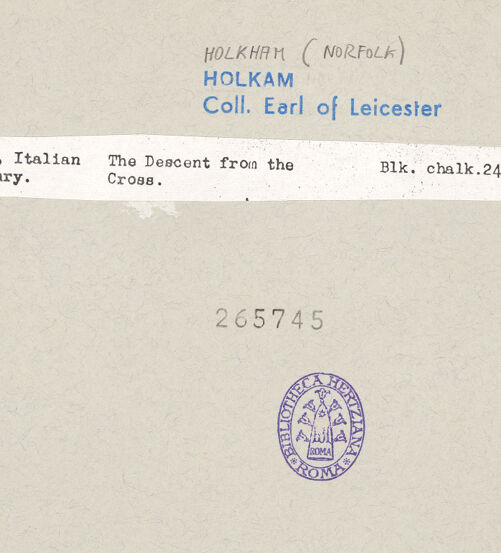 HOLKHAM (NORFOLK)
HOLKAM
Coll. Earl of Leicester
, Italian The Descent from the Blk. chalk.24
ary. Cross.
265745
BIBLIOTHECA HERTZIANA
ROMA
* ROMA *